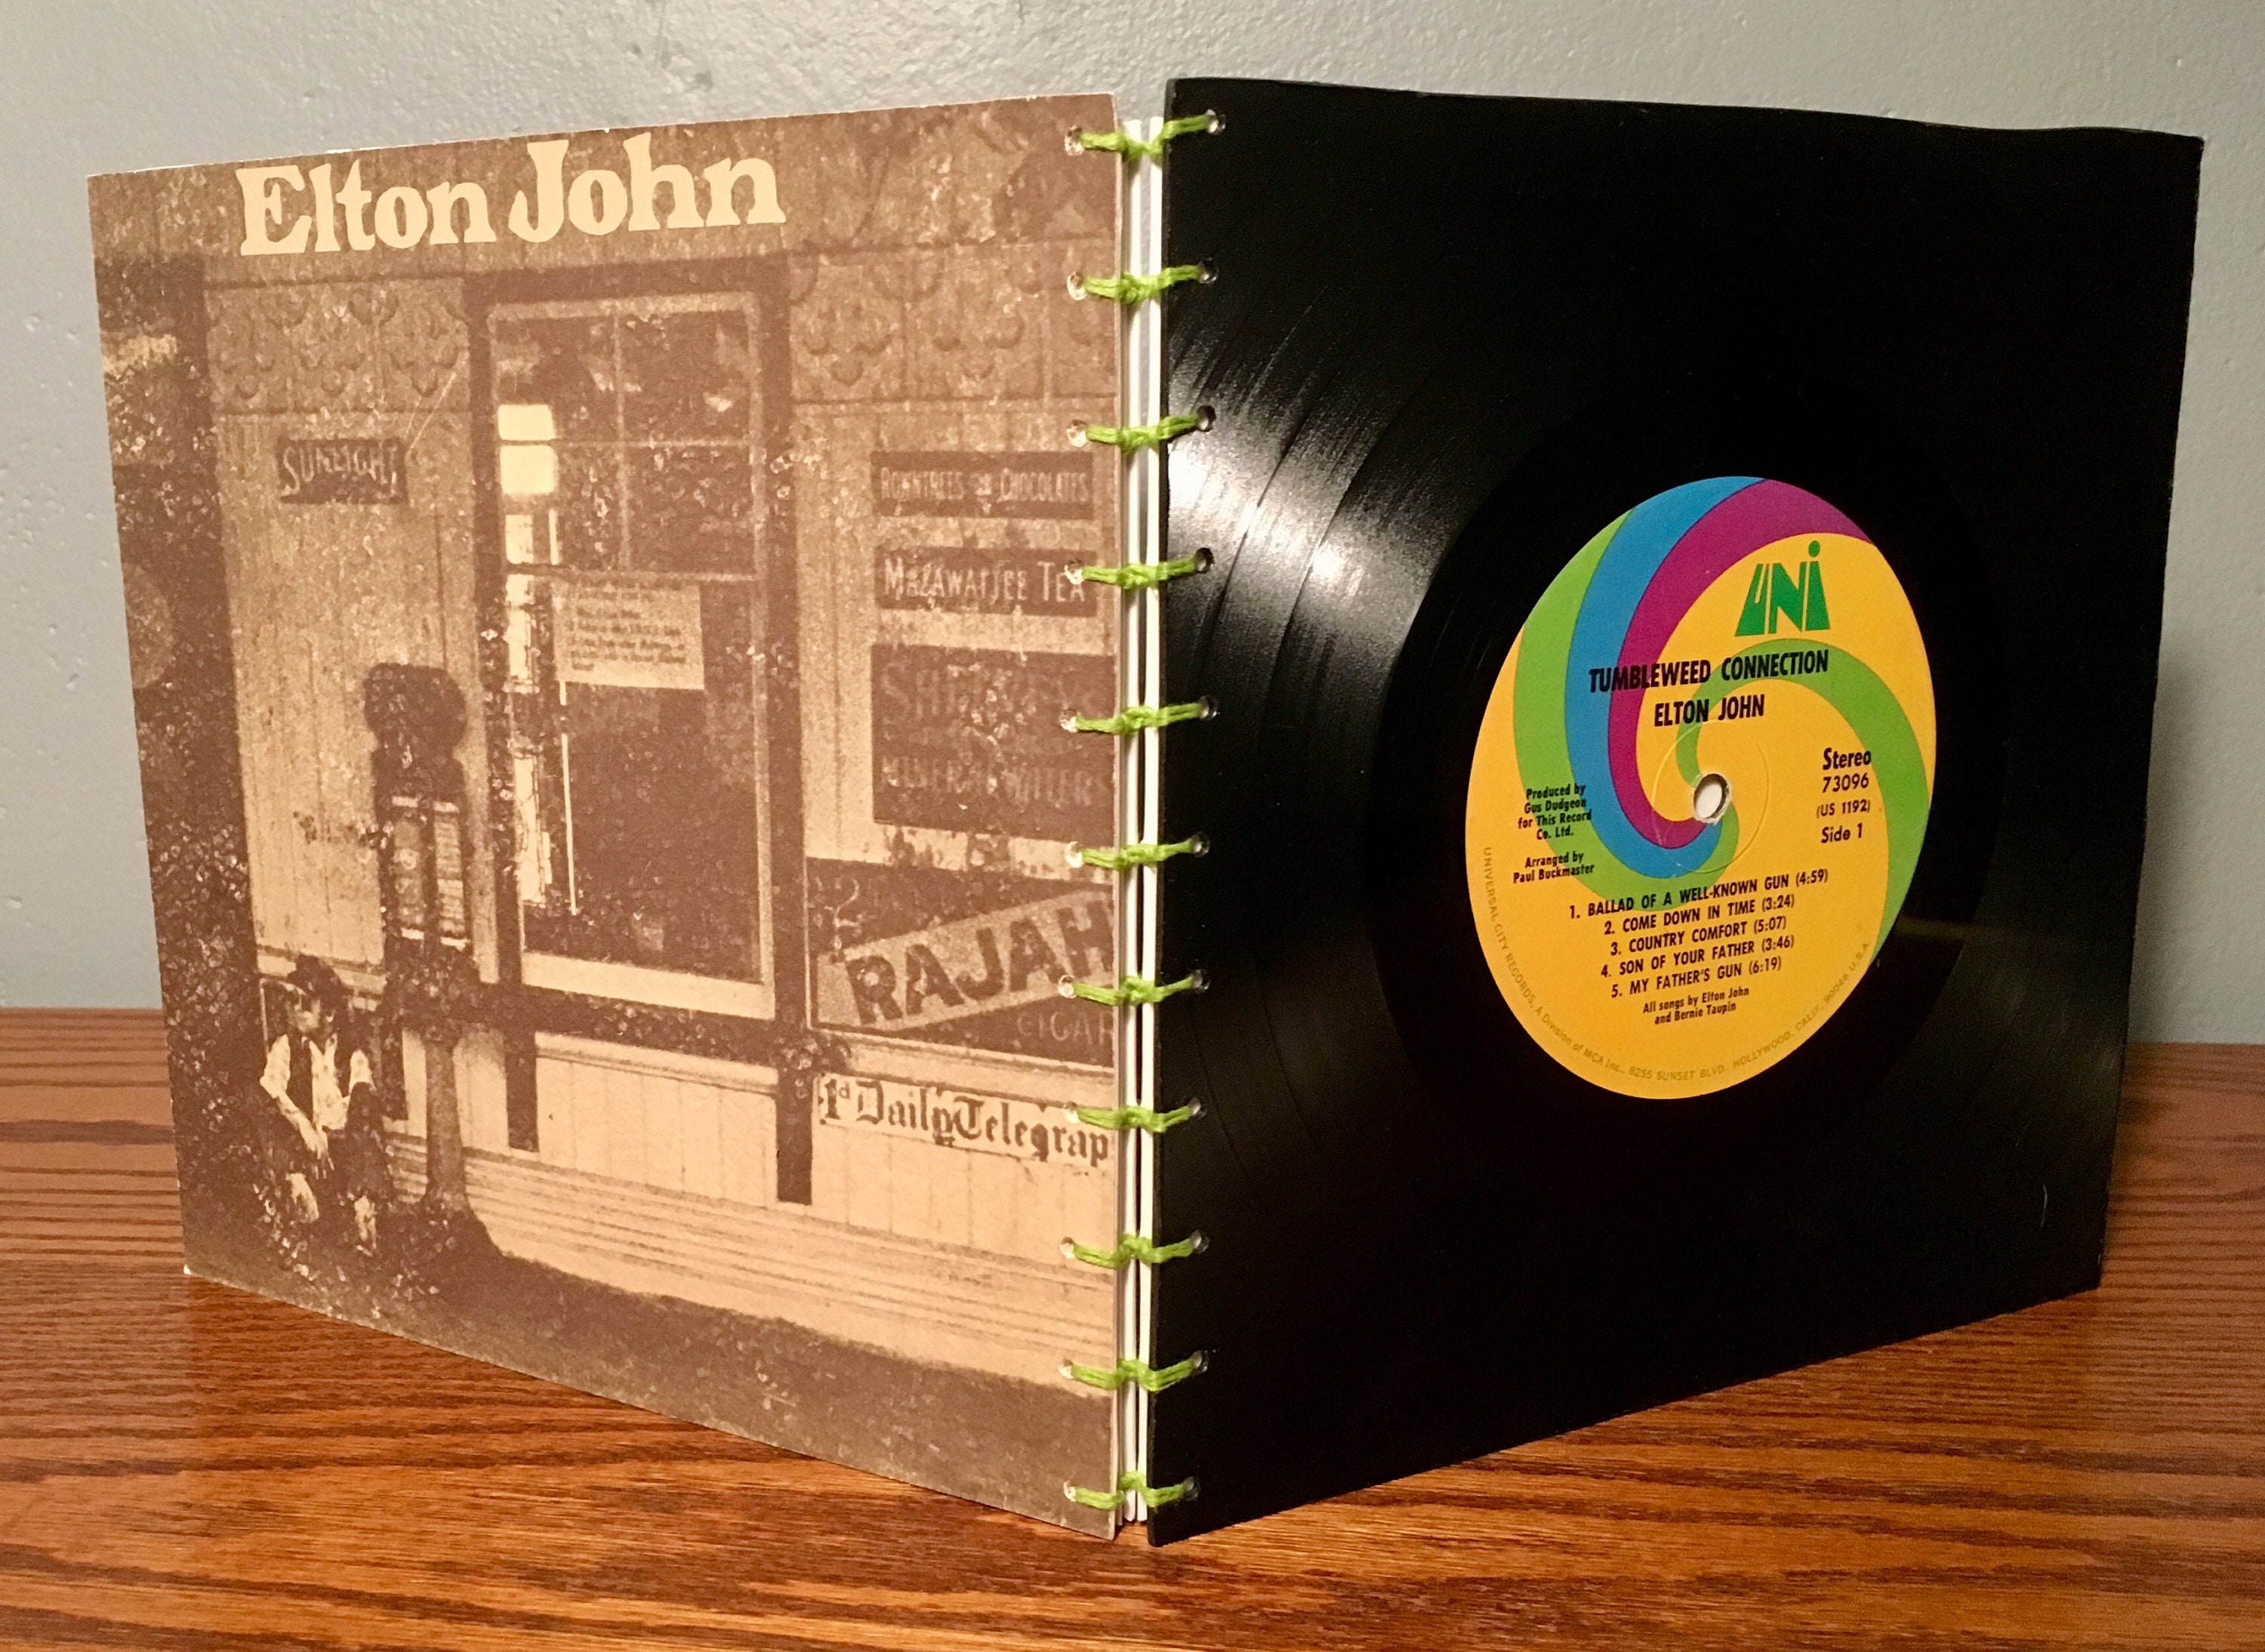 Elton John
SUNLIGHT
ROWNTREES CHOCOLATES
MAZAWATTEE TEA
MINERAL WATERS
RAJAH
CIGAR
1d Daily Telegrap
UNi
TUMBLEWEED CONNECTION
ELTON JOHN
Stereo
73096
(US 1192)
Side 1
Produced by
Gus Dudgeon
for This Record
Co. Ltd.
Arranged by
Paul Buckmaster
1. BALLAD OF A WELL-KNOWN GUN (4:59)
2. COME DOWN IN TIME (3:24)
3. COUNTRY COMFORT (5:07)
4. SON OF YOUR FATHER (3:46)
5. MY FATHER'S GUN (6:19)
All songs by Elton John
and Bernie Taupin
UNIVERSAL CITY RECORDS, A Division of MCA Inc., 8255 SUNSET BLVD., HOLLYWOOD, CALIF. 90046 U.S.A